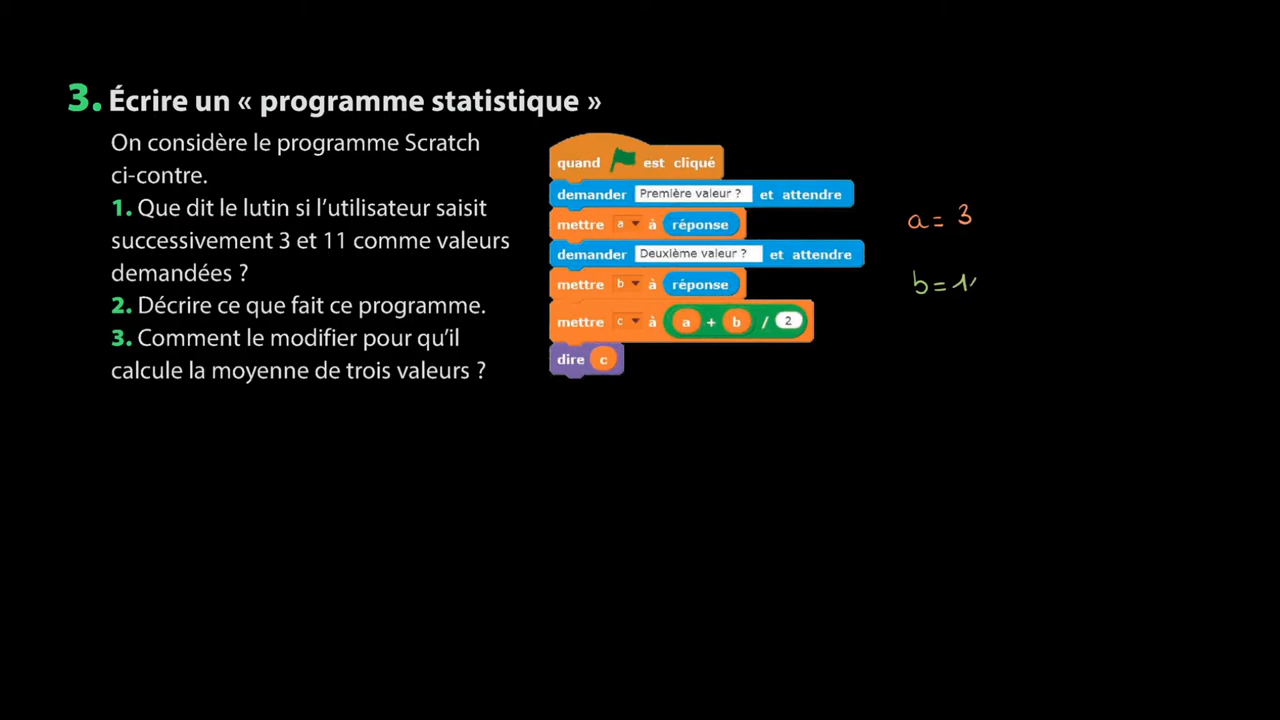 3. Écrire un « programme statistique »
On considère le programme Scratch
ci-contre.
1. Que dit le lutin si l’utilisateur saisit
successivement 3 et 11 comme valeurs
demandées ?
2. Décrire ce que fait ce programme.
3. Comment le modifier pour qu’il
calcule la moyenne de trois valeurs ?
quand est cliqué
demander Première valeur ? et attendre
mettre a à réponse
demander Deuxième valeur ? et attendre
mettre b à réponse
mettre c à a + b / 2
dire c
a = 3
b = 1